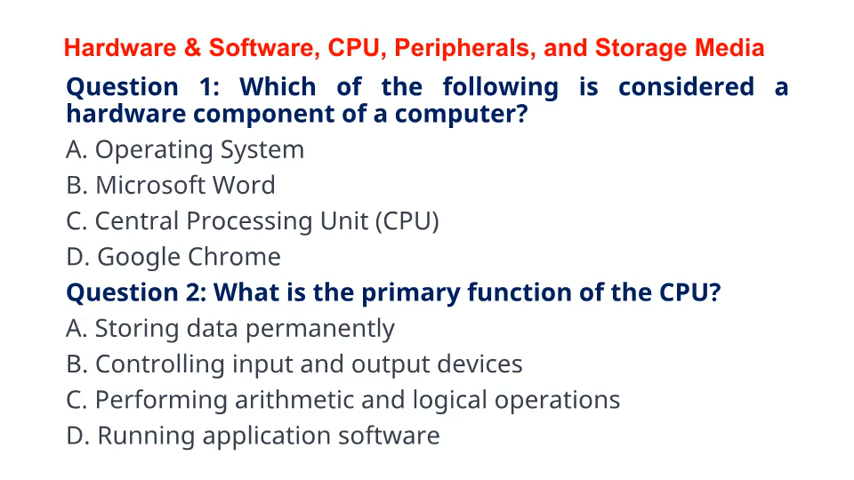 Hardware & Software, CPU, Peripherals, and Storage Media
Question 1: Which of the following is considered a
hardware component of a computer?
A. Operating System
B. Microsoft Word
C. Central Processing Unit (CPU)
D. Google Chrome
Question 2: What is the primary function of the CPU?
A. Storing data permanently
B. Controlling input and output devices
C. Performing arithmetic and logical operations
D. Running application software